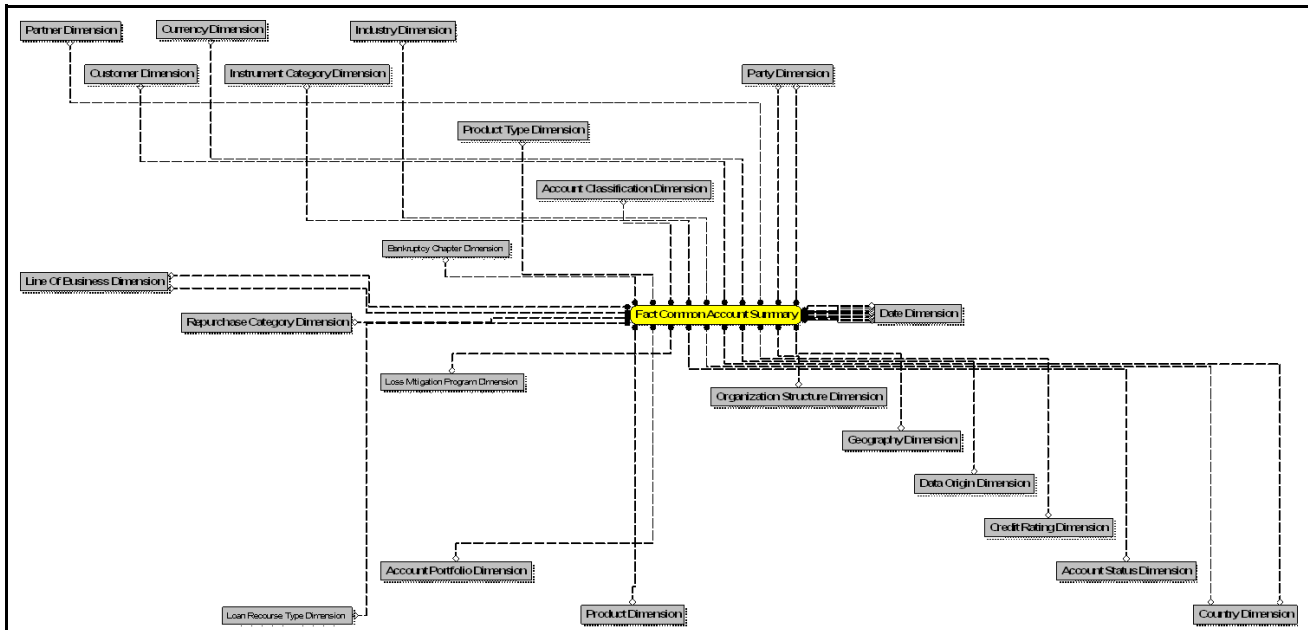 Partner Dimension
Currency Dimension
Industry Dimension
Customer Dimension
Instrument Category Dimension
Party Dimension
Product Type Dimension
Account Classification Dimension
Bankruptcy Chapter Dimension
Line Of Business Dimension
Fact Common Account Summary
Date Dimension
Repurchase Category Dimension
Loss Mitigation Program Dimension
Organization Structure Dimension
Geography Dimension
Data Origin Dimension
Credit Rating Dimension
Account Portfolio Dimension
Account Status Dimension
Loan Recourse Type Dimension
Product Dimension
Country Dimension